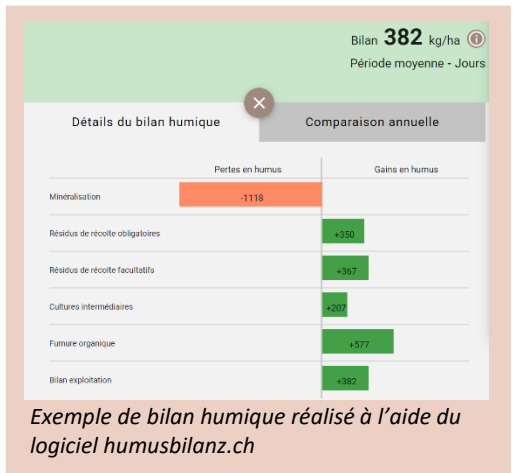 Bilan 382 kg/ha
Période moyenne - Jours
Détails du bilan humique
Comparaison annuelle
Pertes en humus
Gains en humus
Minéralisation
-1118
Résidus de récolte obligatoires
+350
Résidus de récolte facultatifs
+367
Cultures intermédiaires
+207
Fumure organique
+577
Bilan exploitation
+382
Exemple de bilan humique réalisé à l’aide du
logiciel humusbilanz.ch